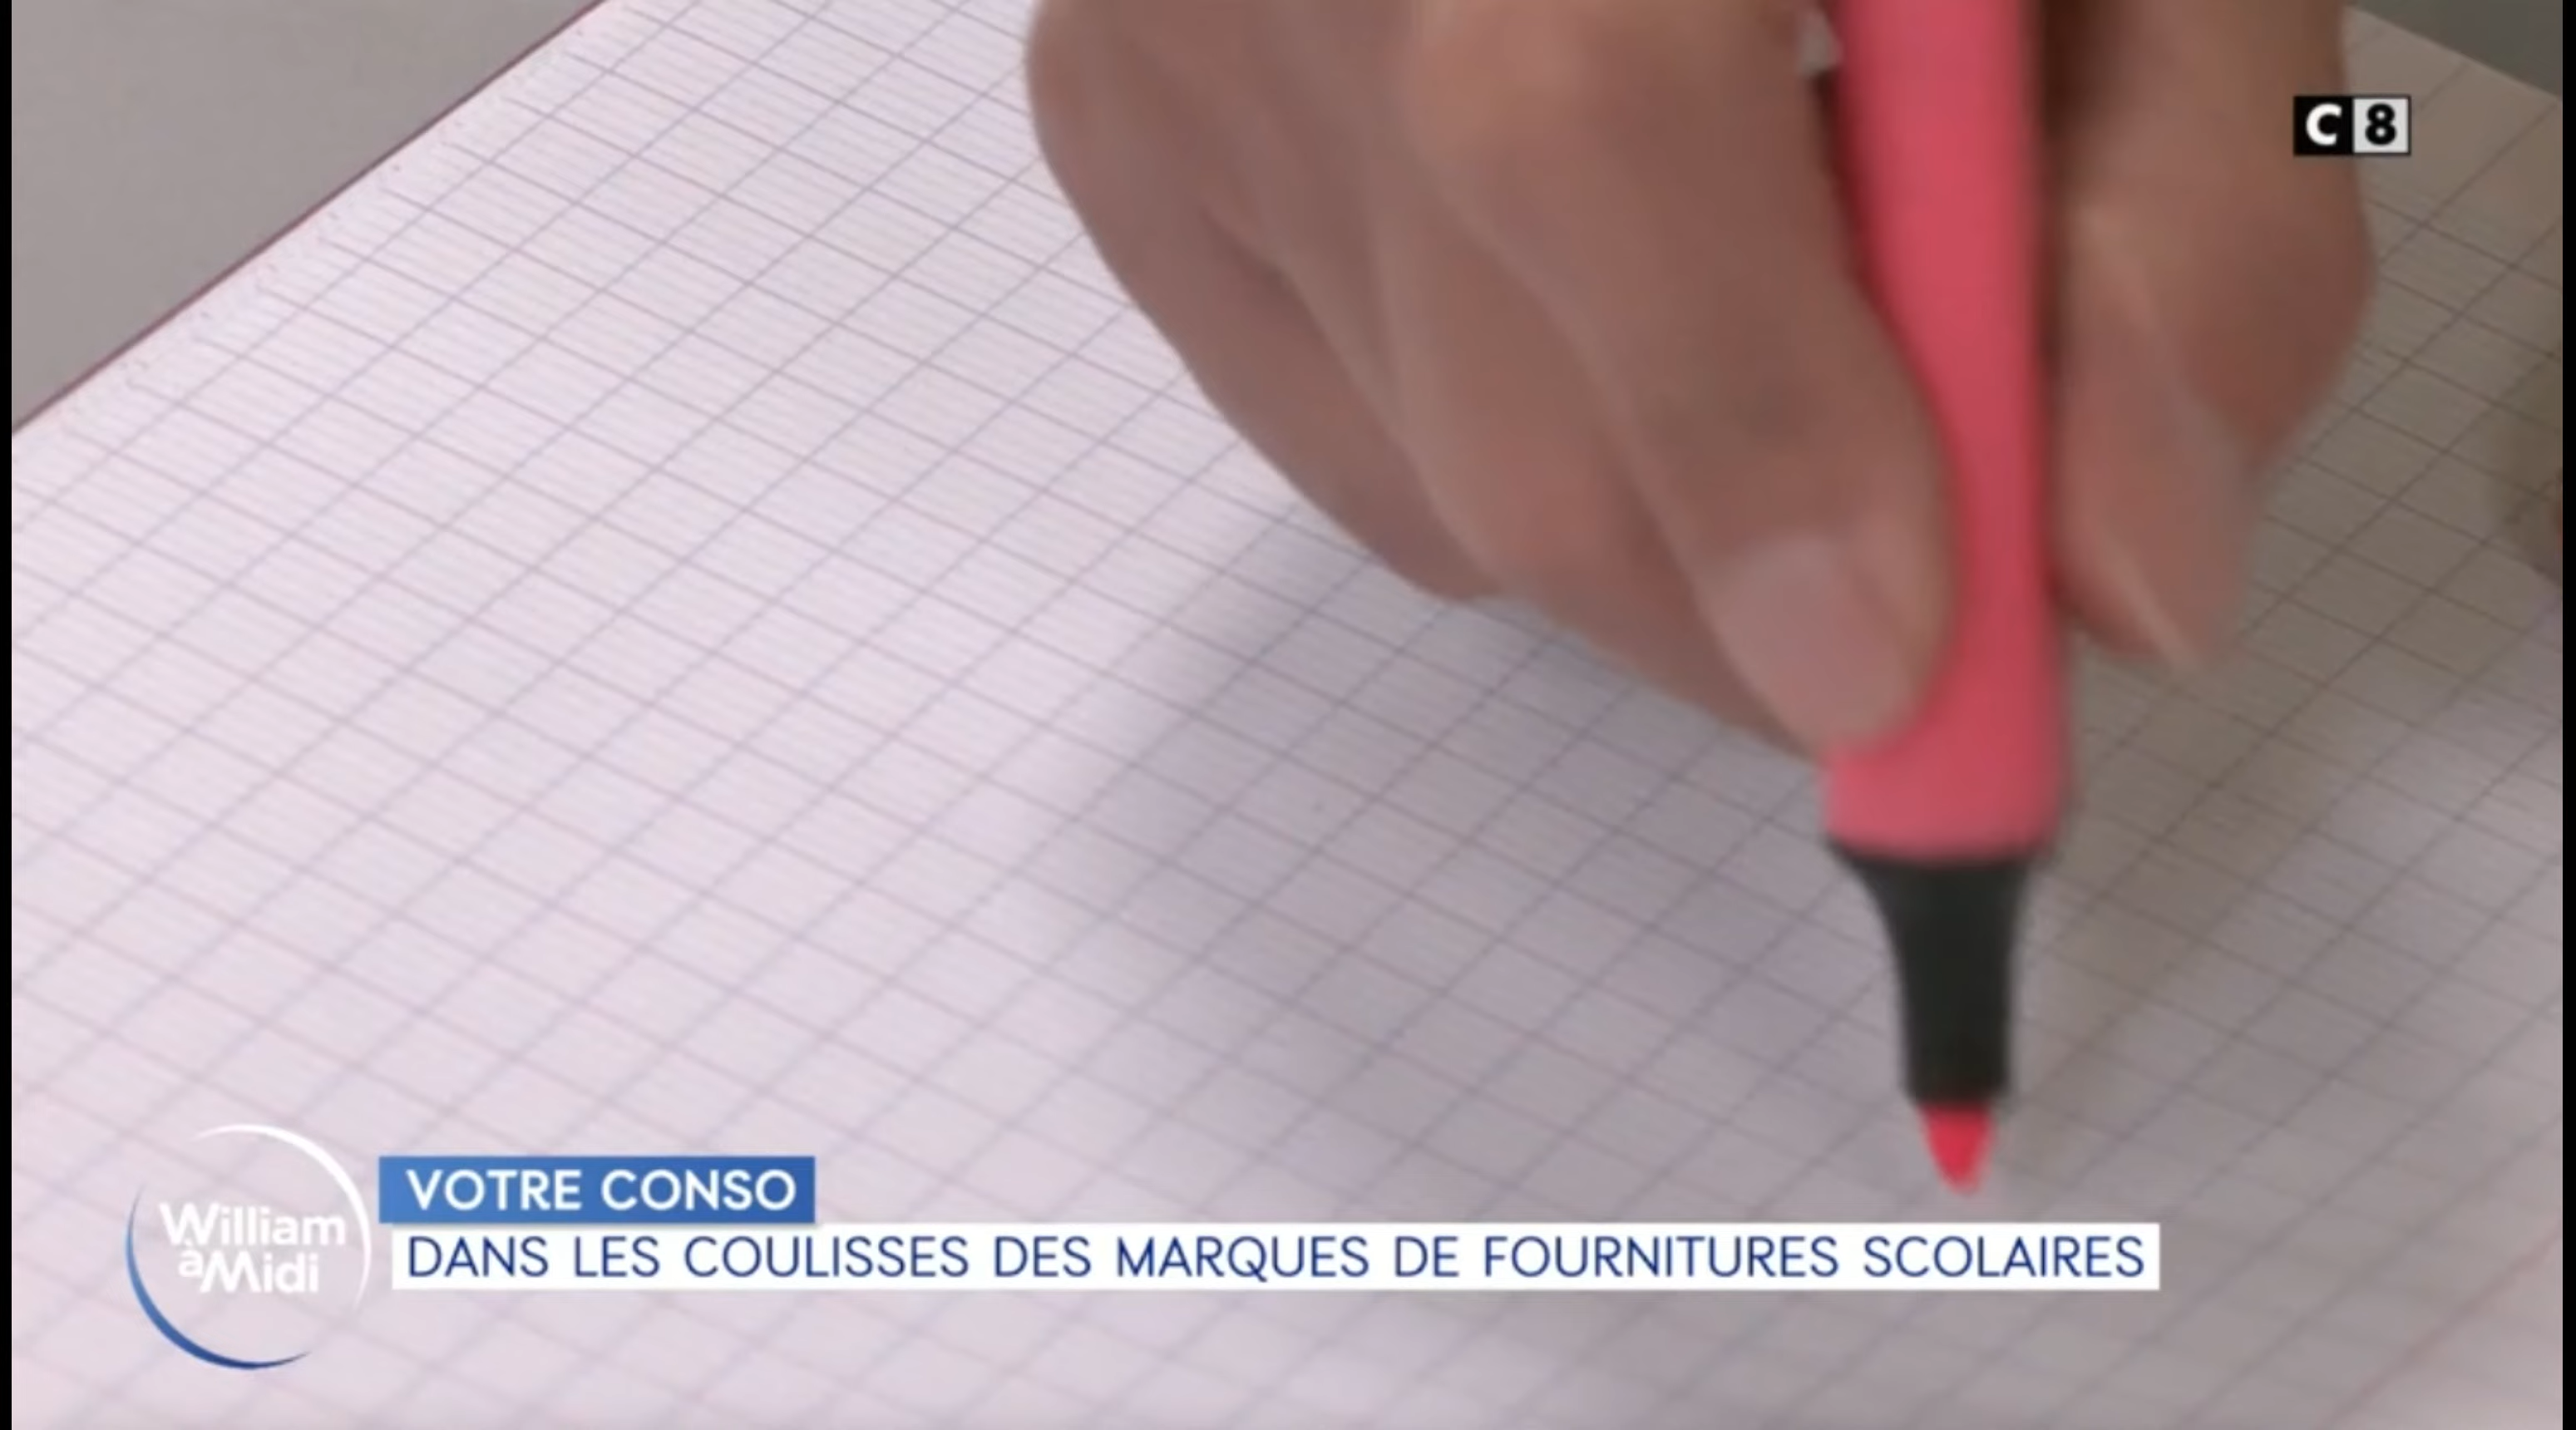 C8
VOTRE CONSO
William
à Midi
DANS LES COULISSES DES MARQUES DE FOURNITURES SCOLAIRES